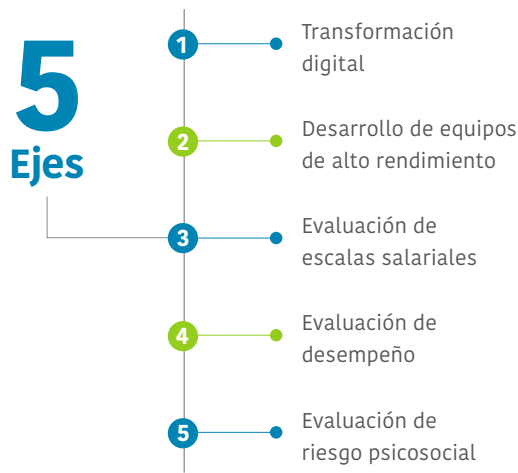 5
Ejes
1
Transformación
digital
2
Desarrollo de equipos
de alto rendimiento
3
Evaluación de
escalas salariales
4
Evaluación de
desempeño
5
Evaluación de
riesgo psicosocial